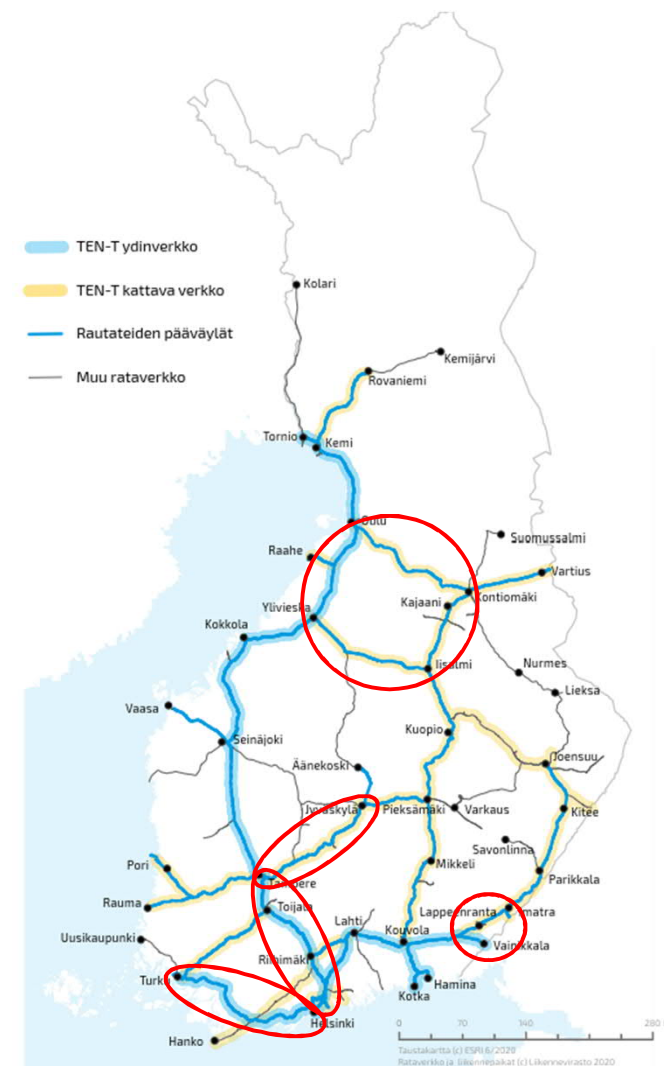 TEN-T ydinverkko
TEN-T kattava verkko
Rautateiden pääväylät
Muu rataverkko
Kolari
Kemijärvi
Rovaniemi
Tornio
Kemi
Oulu
Suomussalmi
Raahe
Vartius
Kontiomäki
Kajaani
Ylivieska
Kokkola
Iisalmi
Nurmes
Lieksa
Vaasa
Kuopio
Seinäjoki
Joensuu
Äänekoski
Jyväskylä
Pieksämäki
Varkaus
Kitee
Savonlinna
Pori
Mikkeli
Parikkala
Tampere
Rauma
Toijala
Lappeenranta
Imatra
Lahti
Kouvola
Uusikaupunki
Vainikkala
Riihimäki
Turku
Hamina
Kotka
Helsinki
Hanko
0 70 140 280
Taustakartta (c) ESRI 6/2020
Rataverkko ja liikennepaikat (c) Liikennevirasto 2020